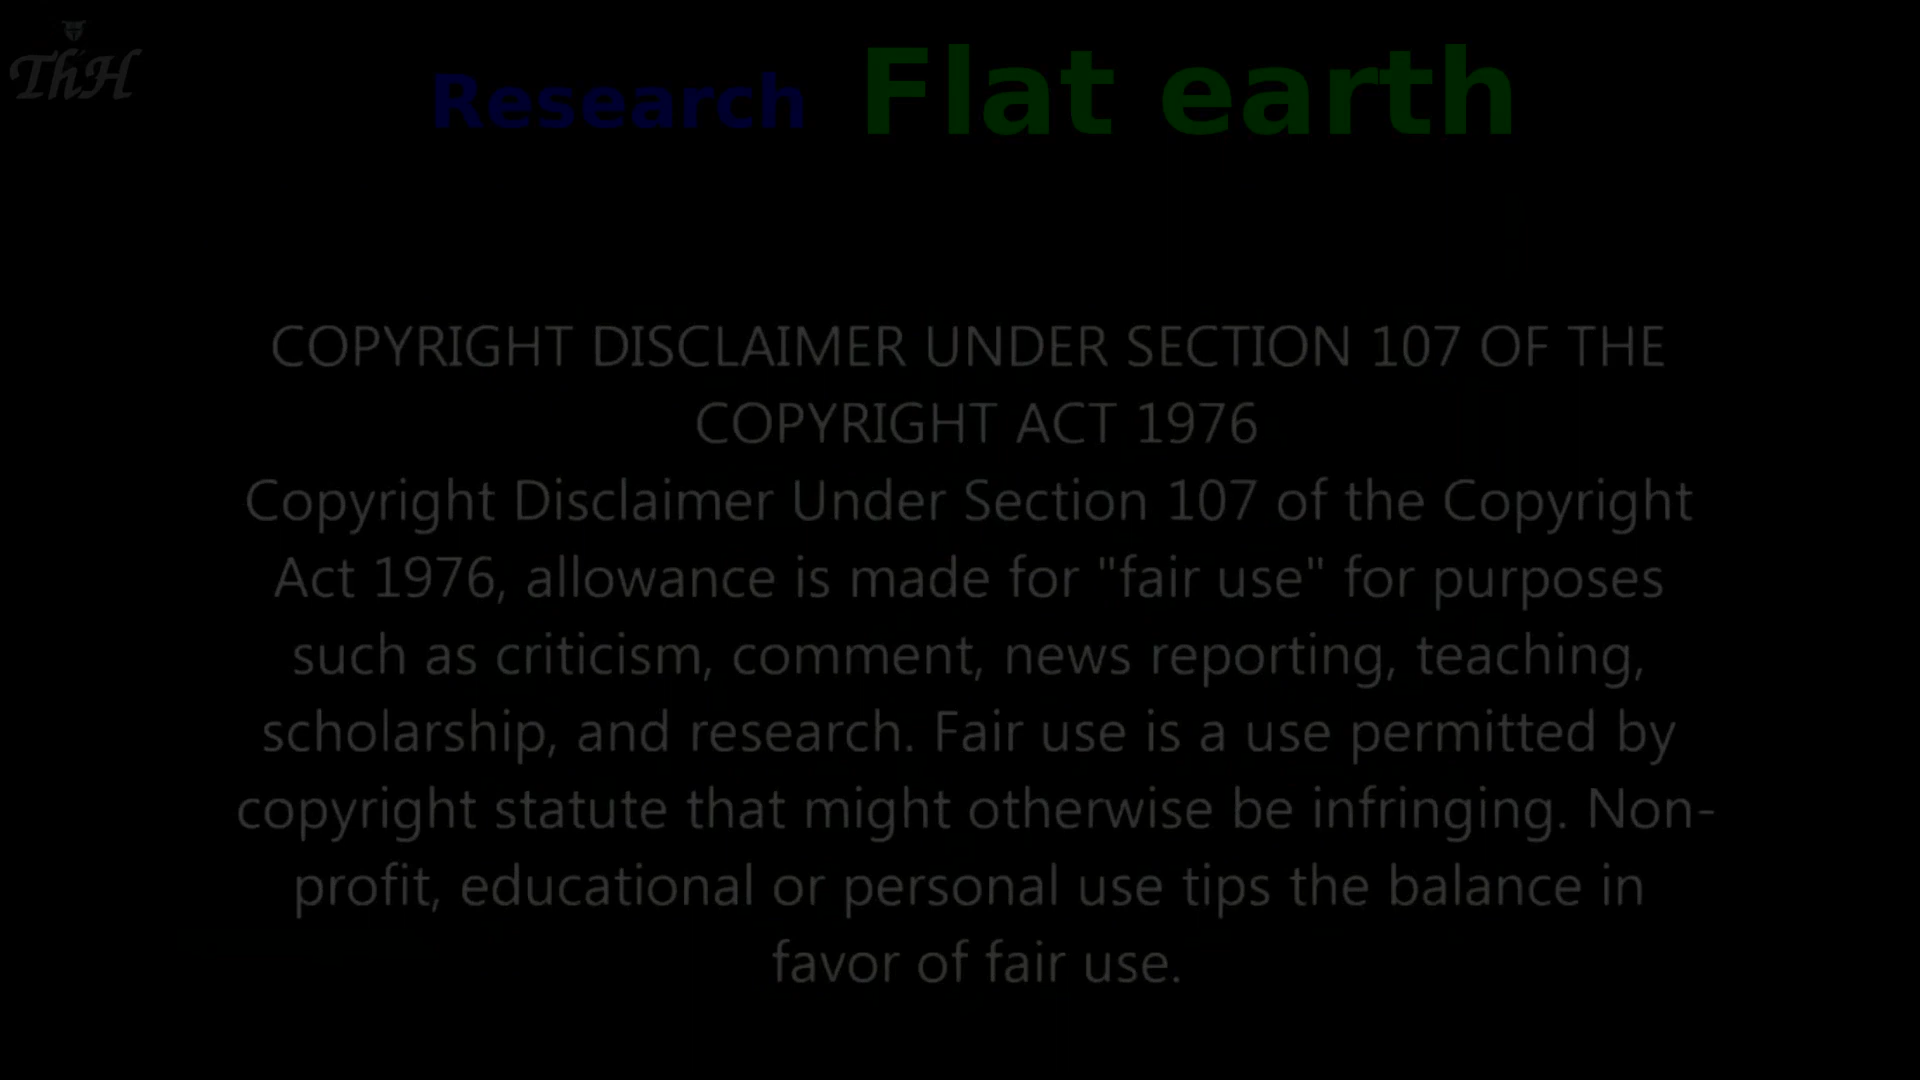 ThH
Research Flat earth
COPYRIGHT DISCLAIMER UNDER SECTION 107 OF THE
COPYRIGHT ACT 1976
Copyright Disclaimer Under Section 107 of the Copyright
Act 1976, allowance is made for "fair use" for purposes
such as criticism, comment, news reporting, teaching,
scholarship, and research. Fair use is a use permitted by
copyright statute that might otherwise be infringing. Non-
profit, educational or personal use tips the balance in
favor of fair use.